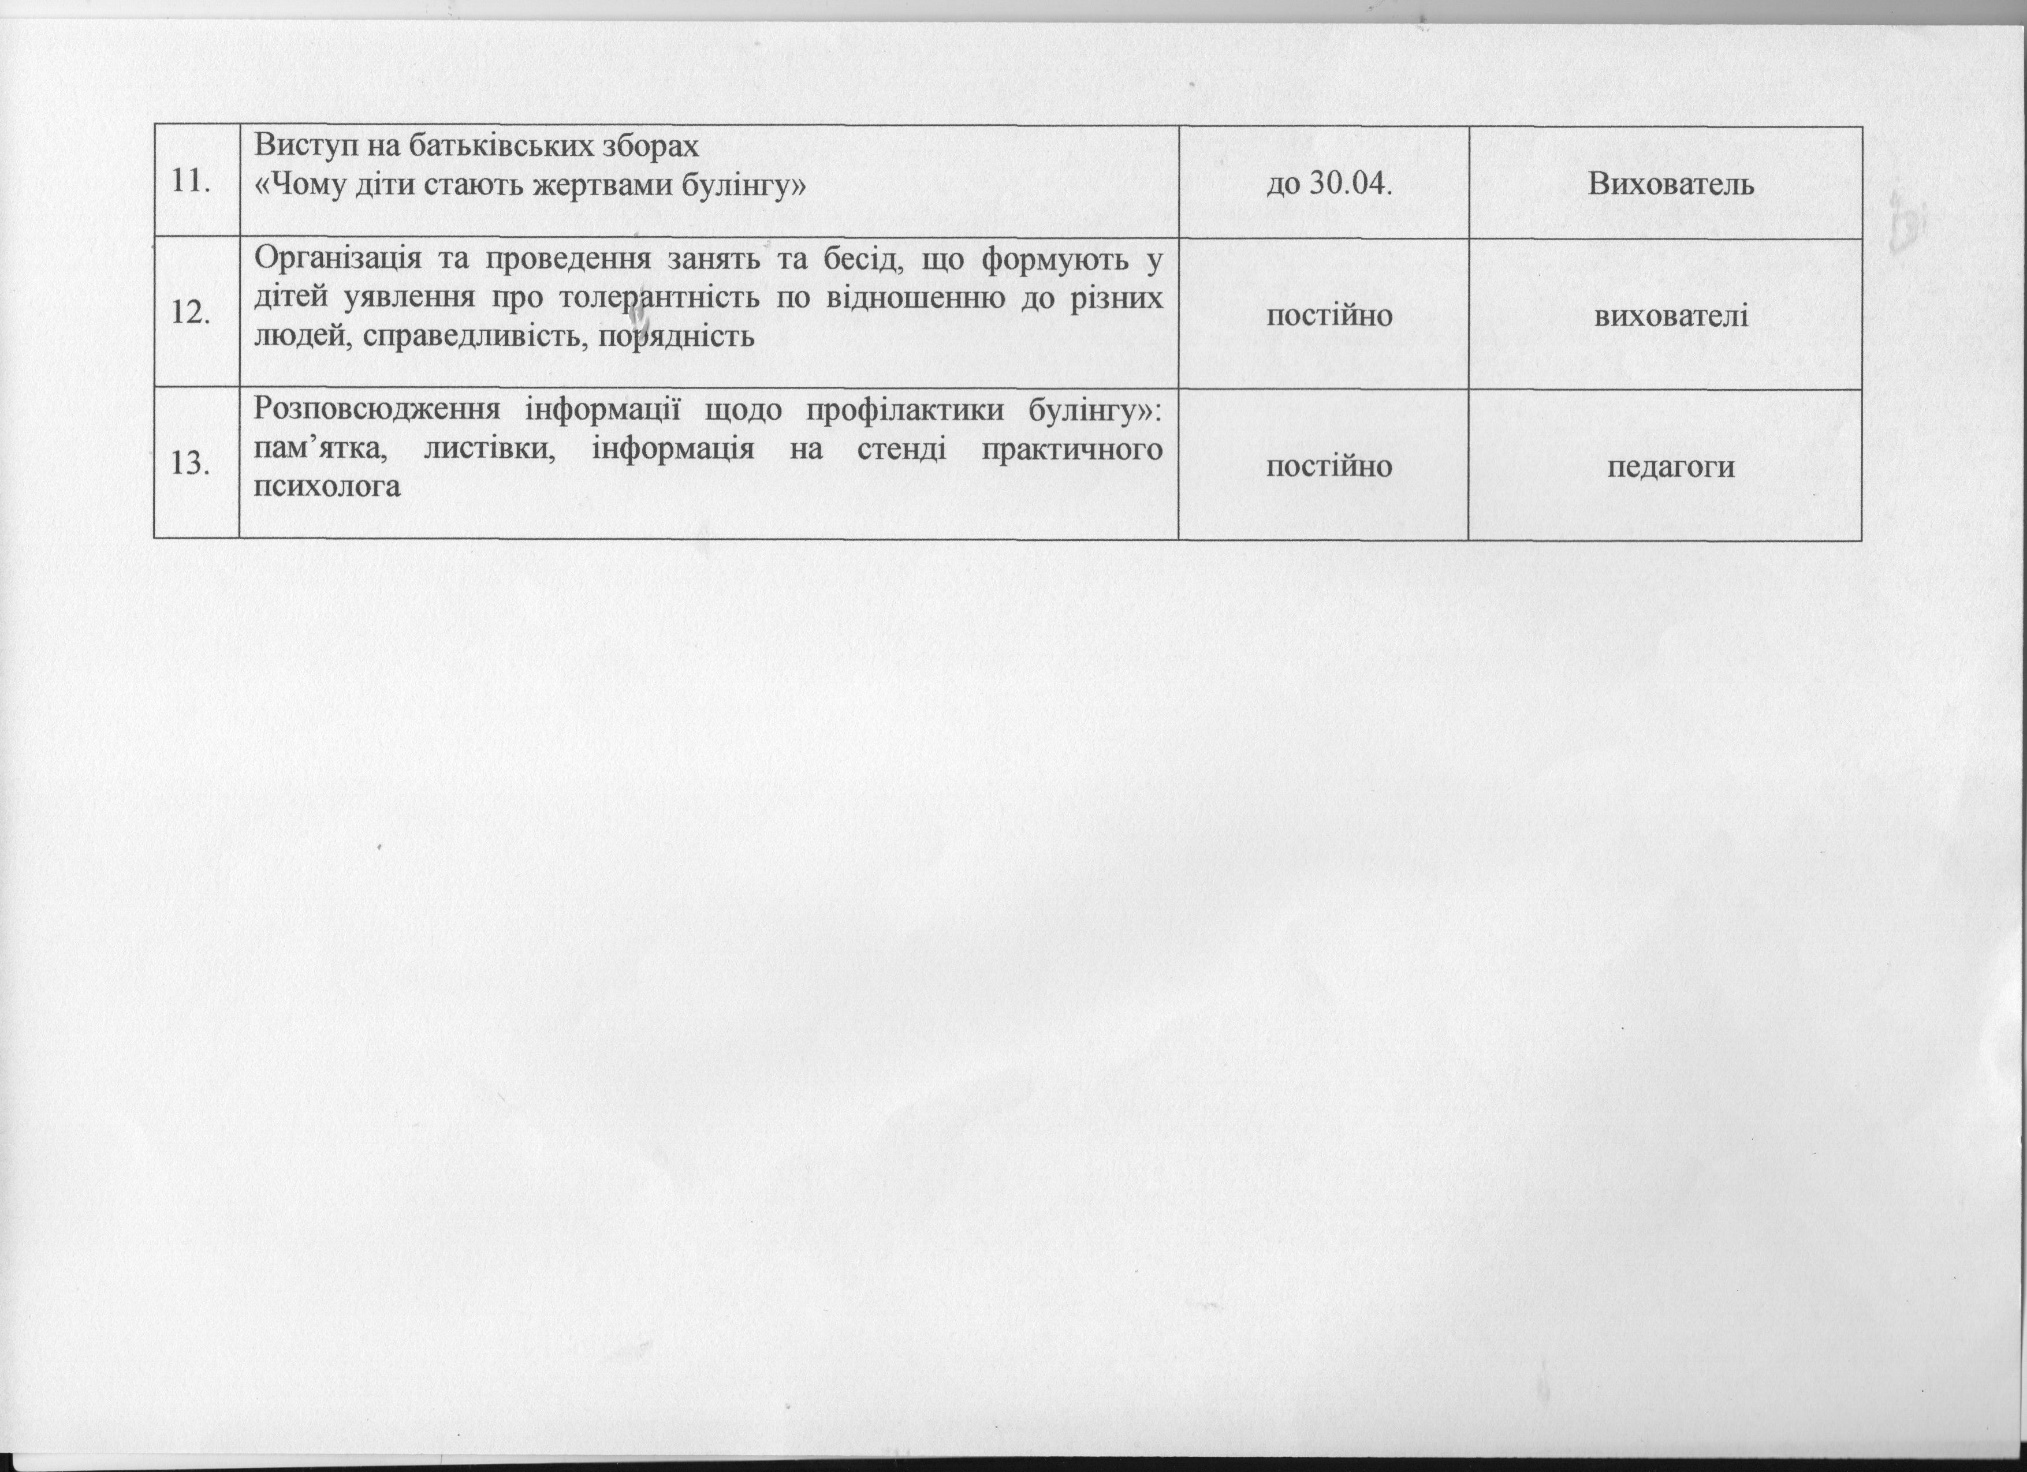 11.
Виступ на батьківських зборах
«Чому діти стають жертвами булінгу»
до 30.04.
Вихователь
12.
Організація та проведення занять та бесід, що формують у
дітей уявлення про толерантність по відношенню до різних
людей, справедливість, порядність
постійно
вихователі
13.
Розповсюдження інформації щодо профілактики булінгу»:
пам’ятка, листівки, інформація на стенді практичного
психолога
постійно
педагоги